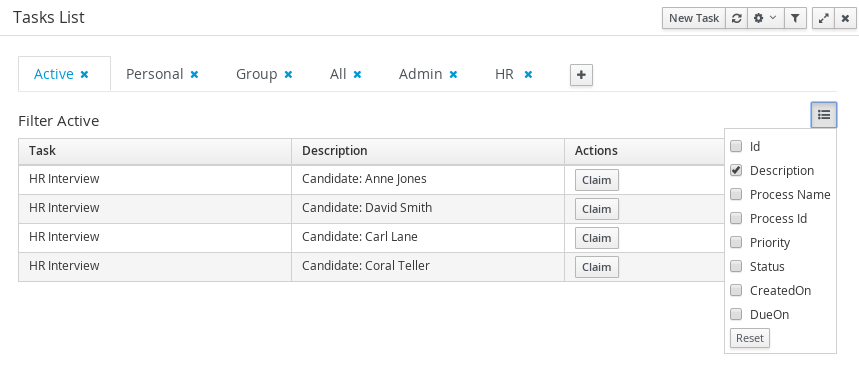 Tasks List
New Task
Active Personal Group All Admin HR
Filter Active
Task Description Actions
HR Interview Candidate: Anne Jones Claim
HR Interview Candidate: David Smith Claim
HR Interview Candidate: Carl Lane Claim
HR Interview Candidate: Coral Teller Claim
Id
Description
Process Name
Process Id
Priority
Status
CreatedOn
DueOn
Reset